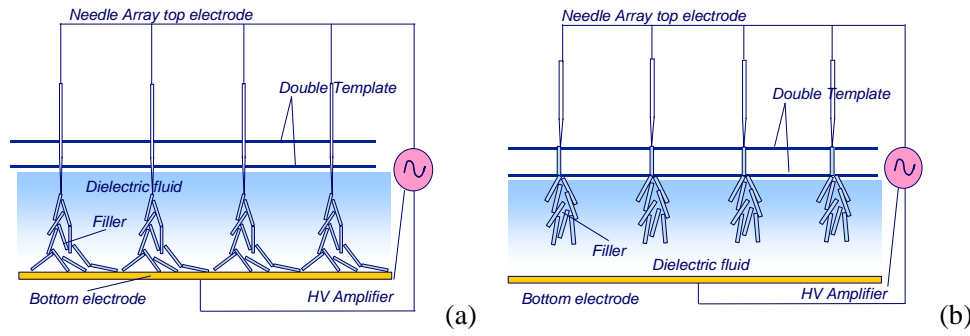 Needle Array top electrode
Double Template
Dielectric fluid
Filler
Bottom electrode
HV Amplifier
(a)
Needle Array top electrode
Double Template
Filler
Dielectric fluid
Bottom electrode
HV Amplifier
(b)